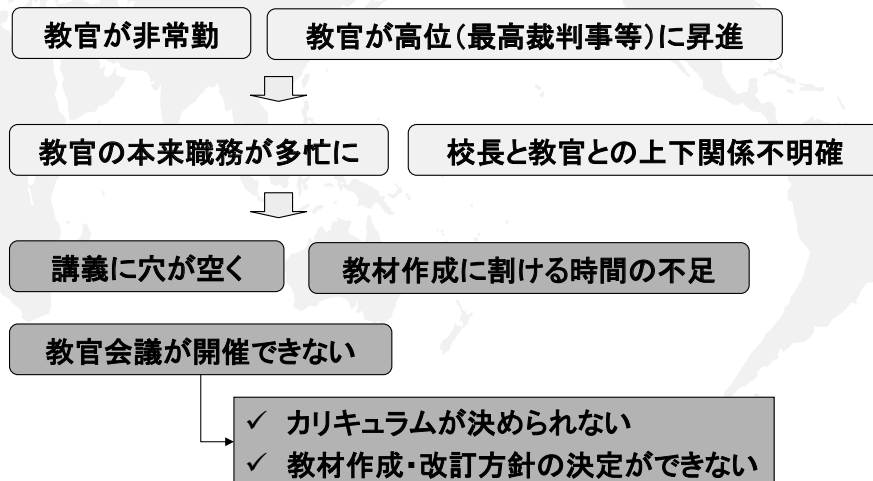 教官が非常勤
教官が高位(最高裁判事等)に昇進
教官の本来職務が多忙に
校長と教官との上下関係不明確
講義に穴が空く
教材作成に割ける時間の不足
教官会議が開催できない
✓ カリキュラムが決められない
✓ 教材作成・改訂方針の決定ができない